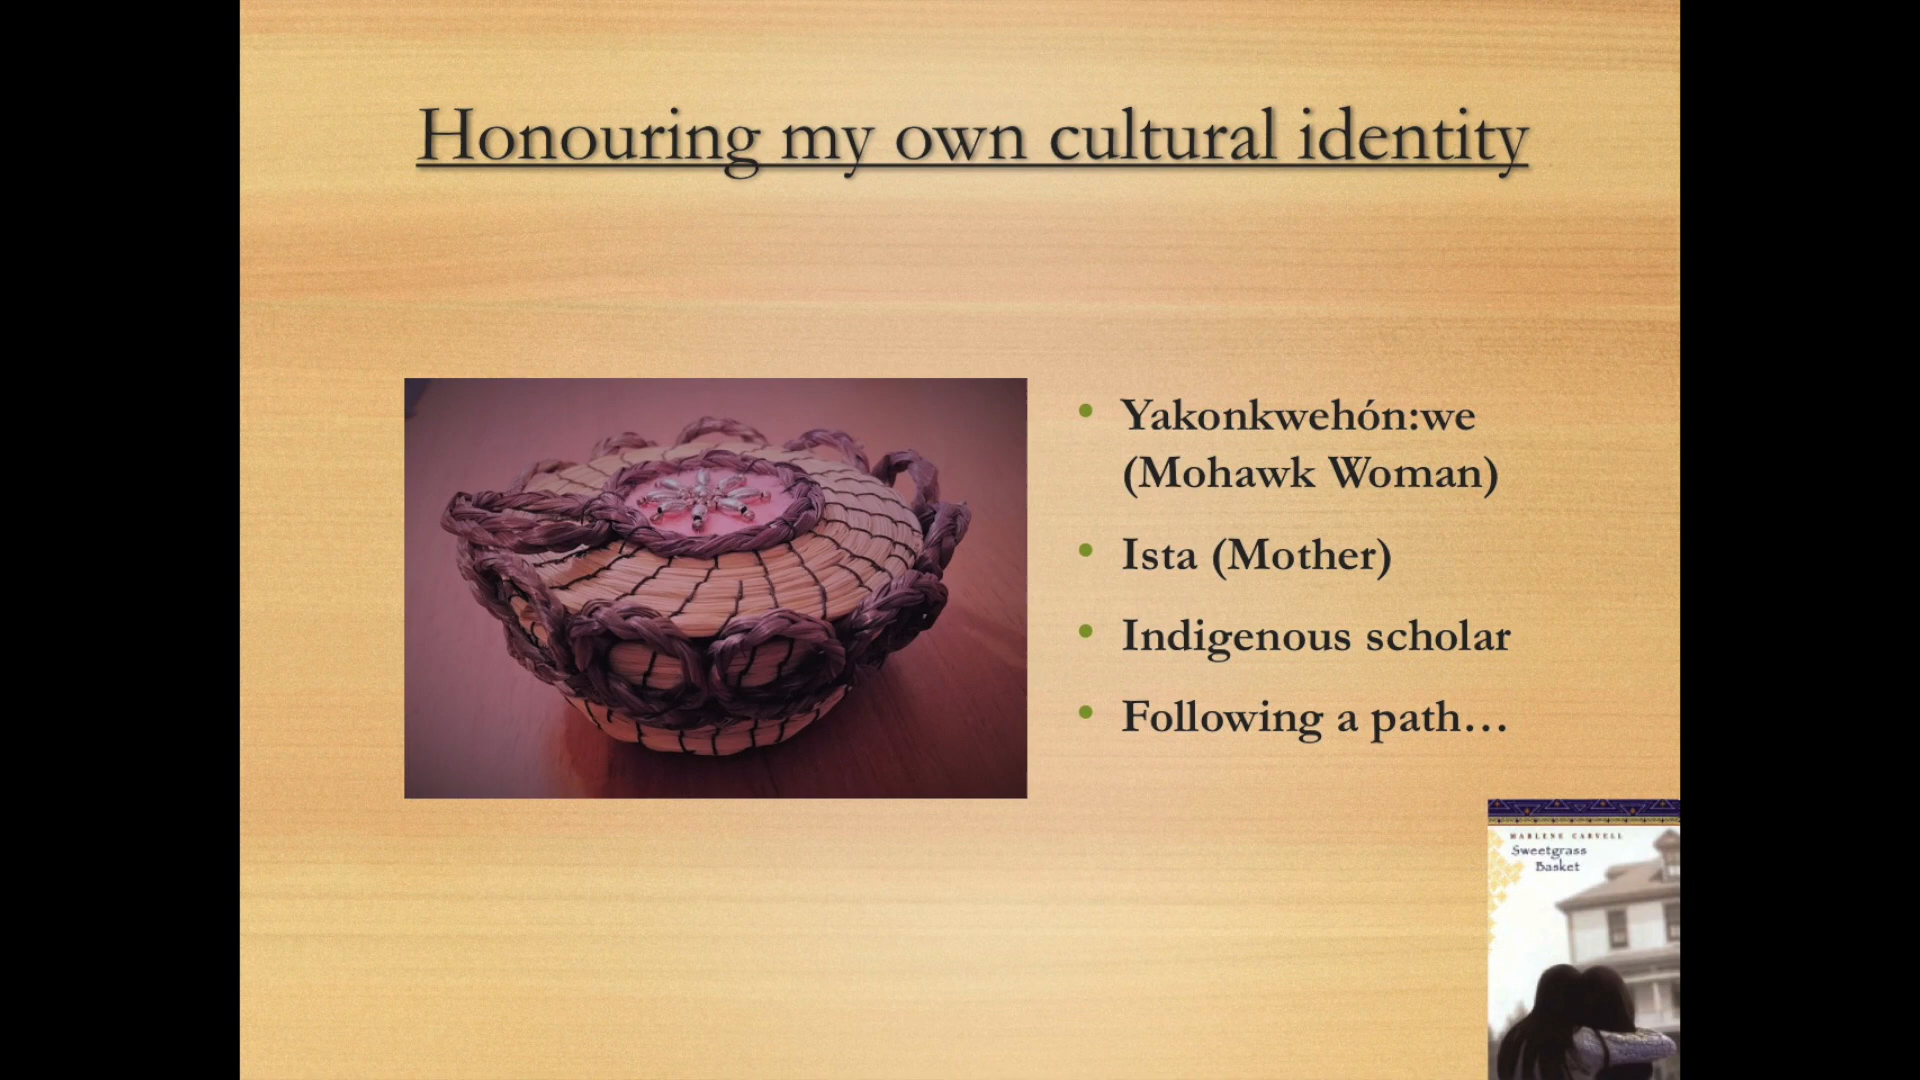 Honouring my own cultural identity
• Yakonkwehón:we
(Mohawk Woman)
• Ista (Mother)
• Indigenous scholar
• Following a path…
MARLENE CARVELL
Sweetgrass
Basket